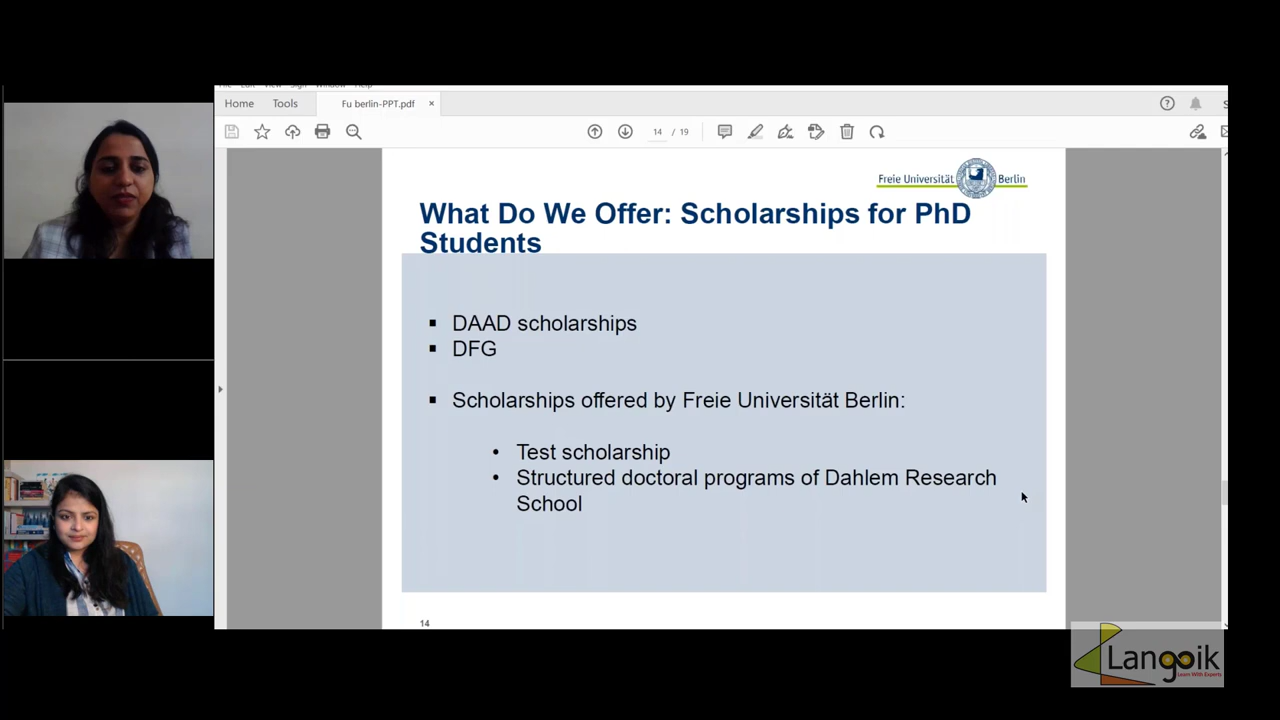 Home Tools Fu berlin-PPT.pdf ×
14 / 19
Freie Universität Berlin
What Do We Offer: Scholarships for PhD
Students
▪ DAAD scholarships
▪ DFG
▪ Scholarships offered by Freie Universität Berlin:
• Test scholarship
• Structured doctoral programs of Dahlem Research
School
14
Langoik
Learn With Experts